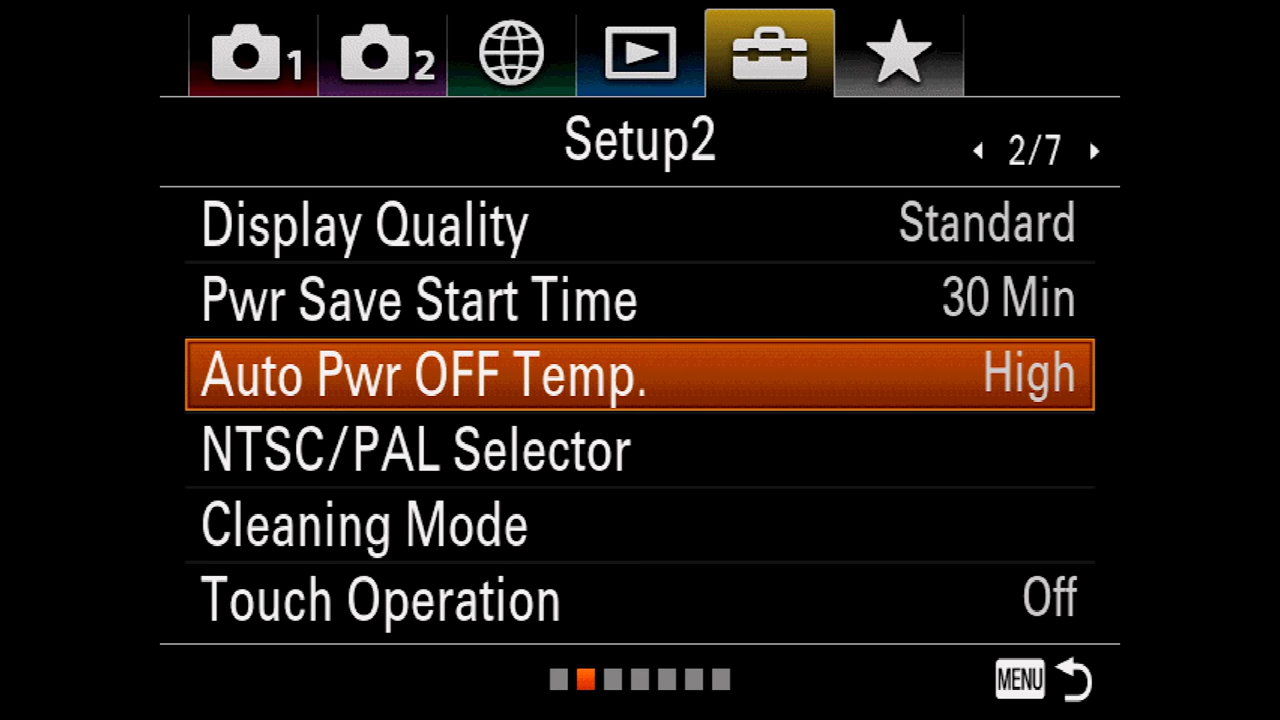 1 2
Setup2
2/7
Display Quality Standard
Pwr Save Start Time 30 Min
Auto Pwr OFF Temp. High
NTSC/PAL Selector
Cleaning Mode
Touch Operation Off
MENU